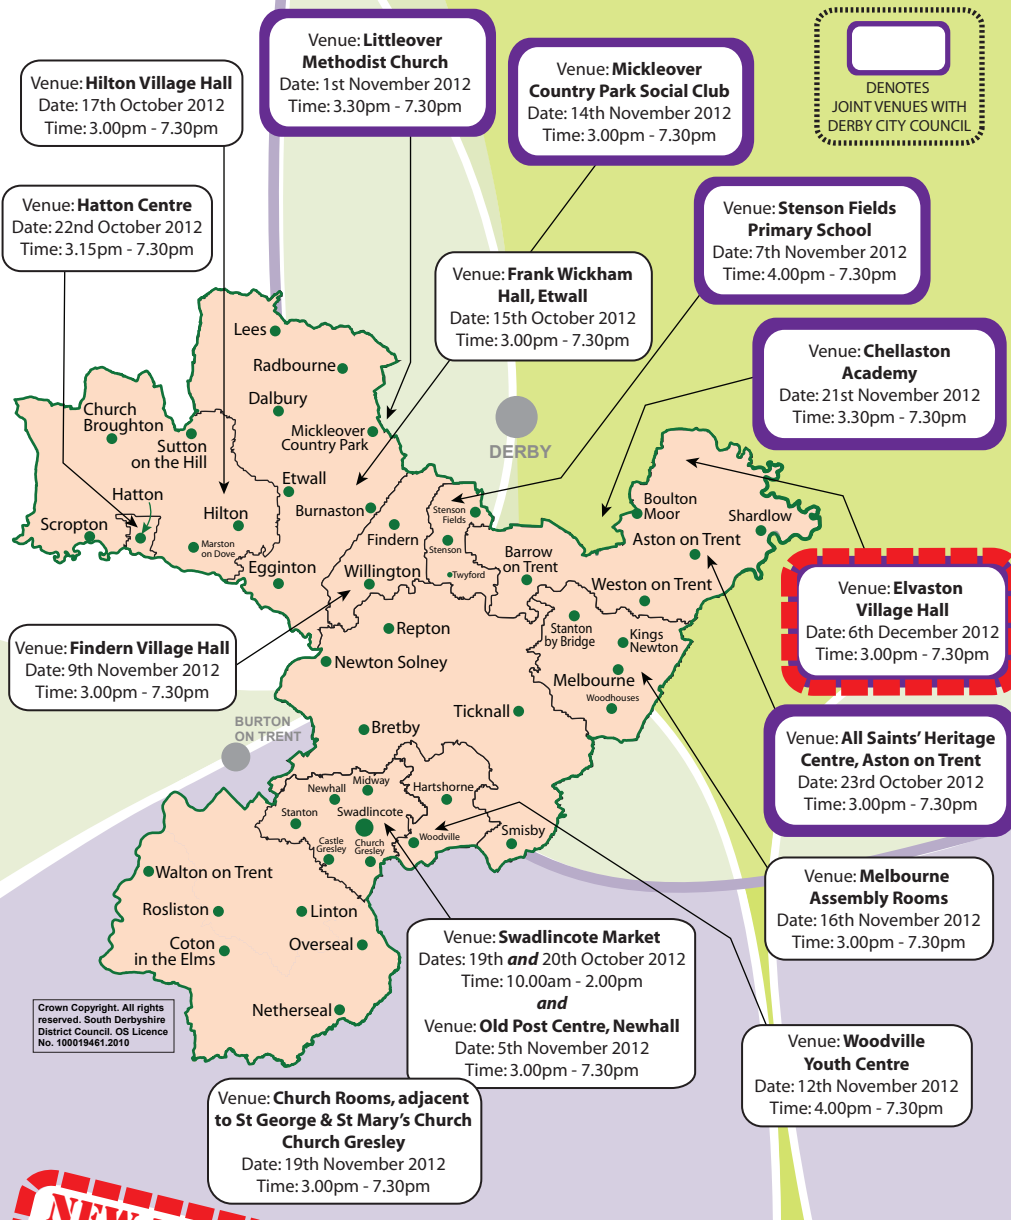 Venue: Littleover
Methodist Church
Date: 1st November 2012
Time: 3.30pm - 7.30pm
Venue: Mickleover
Country Park Social Club
Date: 14th November 2012
Time: 3.00pm - 7.30pm
DENOTES
JOINT VENUES WITH
DERBY CITY COUNCIL
Venue: Hilton Village Hall
Date: 17th October 2012
Time: 3.00pm - 7.30pm
Venue: Hatton Centre
Date: 22nd October 2012
Time: 3.15pm - 7.30pm
Venue: Stenson Fields
Primary School
Date: 7th November 2012
Time: 4.00pm - 7.30pm
Venue: Frank Wickham
Hall, Etwall
Date: 15th October 2012
Time: 3.00pm - 7.30pm
Venue: Chellaston
Academy
Date: 21st November 2012
Time: 3.30pm - 7.30pm
Lees
Radbourne
Dalbury
Church
Broughton
Mickleover
Country Park
Sutton
on the Hill
DERBY
Etwall
Hatton
Burnaston
Hilton
Scropton
Marston
on Dove
Egginton
Findern
Willington
Stenson
Fields
Stenson
Twyford
Barrow
on Trent
Boulton
Moor
Shardlow
Aston on Trent
Weston on Trent
Venue: Elvaston
Village Hall
Date: 6th December 2012
Time: 3.00pm - 7.30pm
Venue: Findern Village Hall
Date: 9th November 2012
Time: 3.00pm - 7.30pm
Repton
Newton Solney
Stanton
by Bridge
Kings
Newton
Melbourne
Woodhouses
Ticknall
Bretby
BURTON
ON TRENT
Venue: All Saints' Heritage
Centre, Aston on Trent
Date: 23rd October 2012
Time: 3.00pm - 7.30pm
Midway
Newhall
Hartshorne
Stanton
Swadlincote
Castle
Gresley
Church
Gresley
Woodville
Smisby
Walton on Trent
Rosliston
Linton
Coton
in the Elms
Overseal
Netherseal
Venue: Melbourne
Assembly Rooms
Date: 16th November 2012
Time: 3.00pm - 7.30pm
Venue: Swadlincote Market
Dates: 19th and 20th October 2012
Time: 10.00am - 2.00pm
and
Venue: Old Post Centre, Newhall
Date: 5th November 2012
Time: 3.00pm - 7.30pm
Crown Copyright. All rights
reserved. South Derbyshire
District Council. OS Licence
No. 100019461.2010
Venue: Woodville
Youth Centre
Date: 12th November 2012
Time: 4.00pm - 7.30pm
Venue: Church Rooms, adjacent
to St George & St Mary's Church
Church Gresley
Date: 19th November 2012
Time: 3.00pm - 7.30pm
NEW